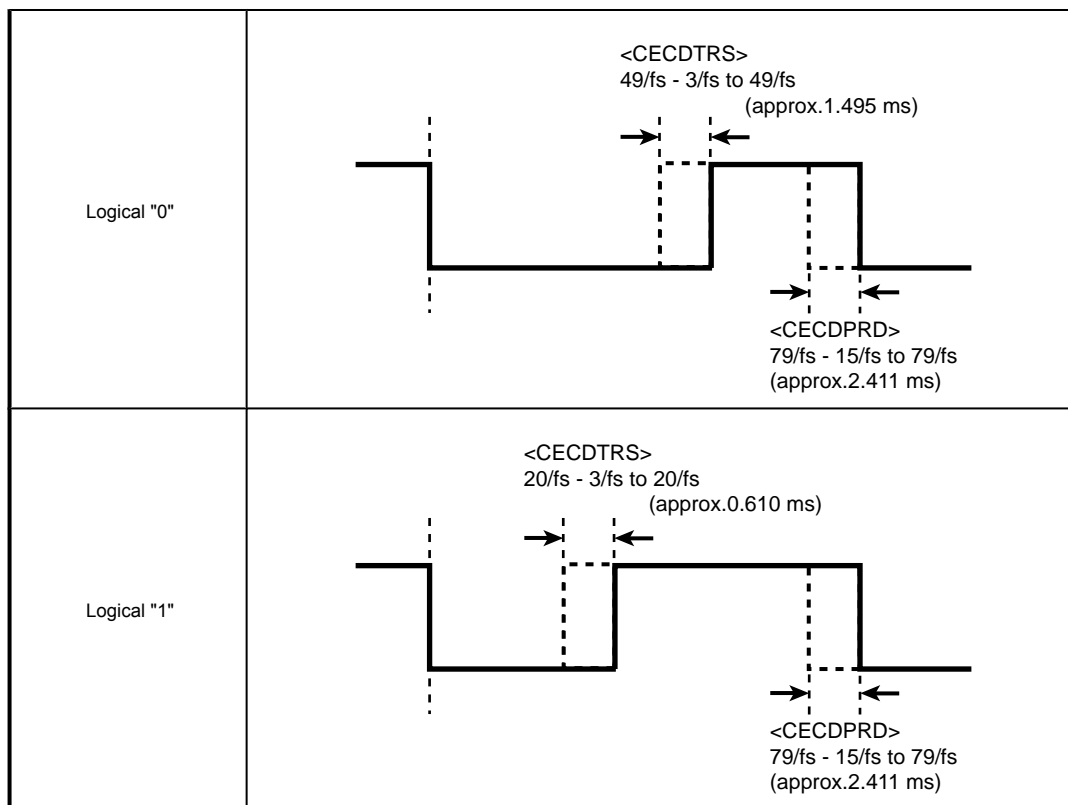 <CECDTRS>
49/fs - 3/fs to 49/fs
(approx.1.495 ms)
Logical "0"
<CECDPRD>
79/fs - 15/fs to 79/fs
(approx.2.411 ms)
<CECDTRS>
20/fs - 3/fs to 20/fs
(approx.0.610 ms)
Logical "1"
<CECDPRD>
79/fs - 15/fs to 79/fs
(approx.2.411 ms)